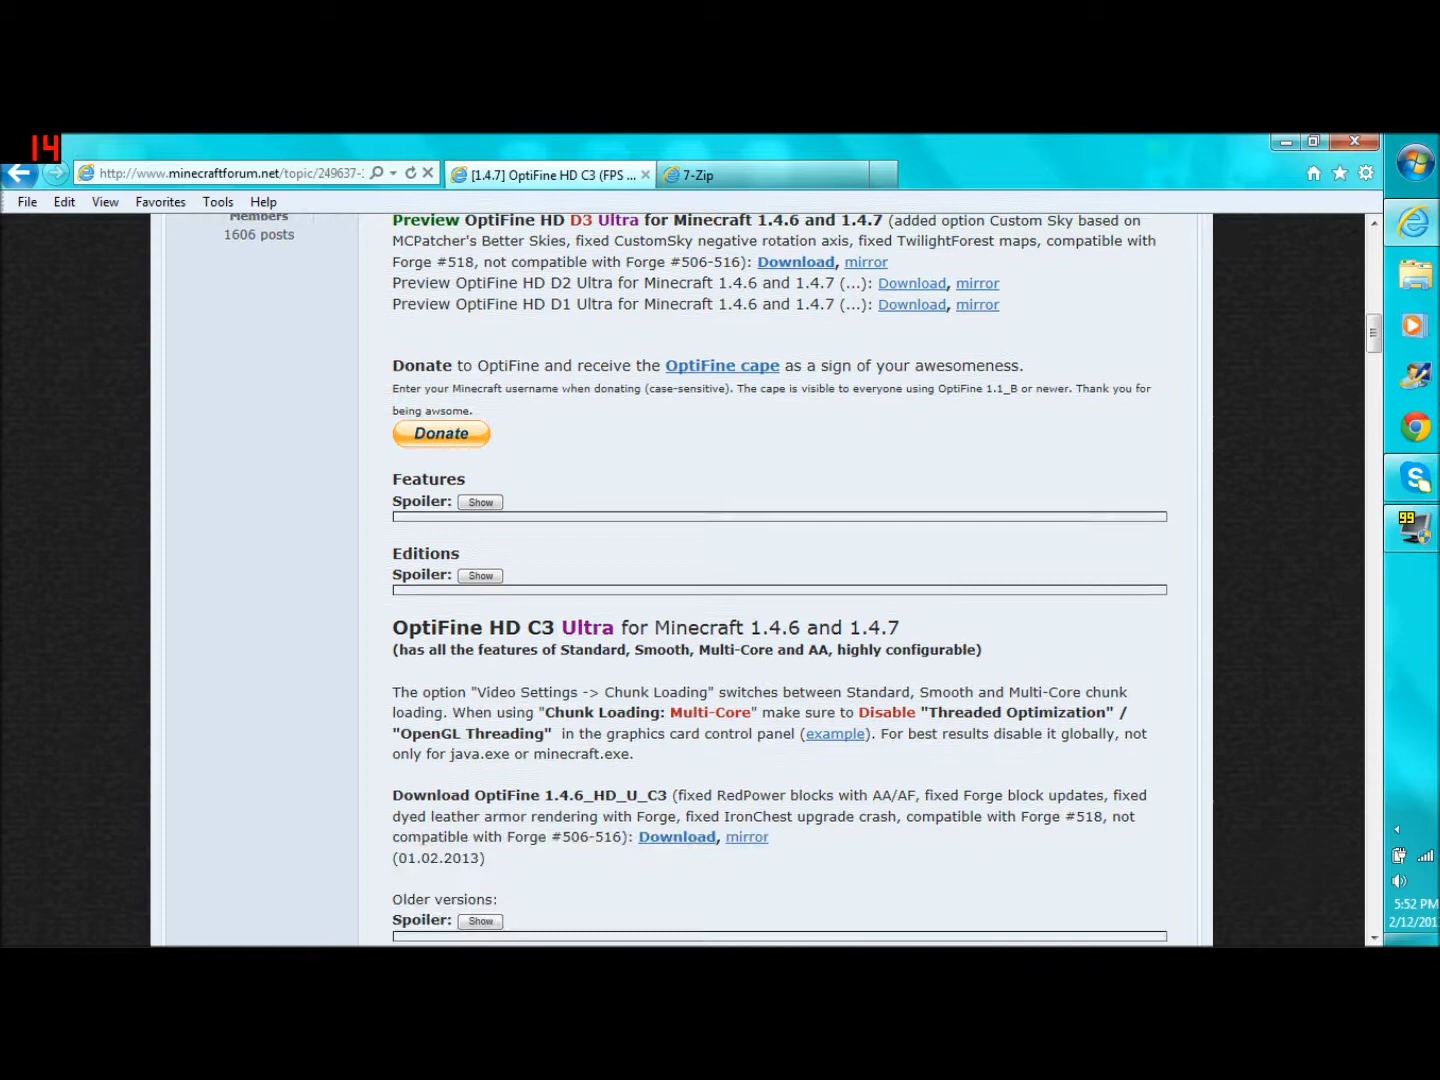 14
http://www.minecraftforum.net/topic/249637-
[1.4.7] OptiFine HD C3 (FPS ...
7-Zip
File Edit View Favorites Tools Help
Members
1606 posts
Preview OptiFine HD D3 Ultra for Minecraft 1.4.6 and 1.4.7 (added option Custom Sky based on
MCPatcher's Better Skies, fixed CustomSky negative rotation axis, fixed TwilightForest maps, compatible with
Forge #518, not compatible with Forge #506-516): Download, mirror
Preview OptiFine HD D2 Ultra for Minecraft 1.4.6 and 1.4.7 (...): Download, mirror
Preview OptiFine HD D1 Ultra for Minecraft 1.4.6 and 1.4.7 (...): Download, mirror
Donate to OptiFine and receive the OptiFine cape as a sign of your awesomeness.
Enter your Minecraft username when donating (case-sensitive). The cape is visible to everyone using OptiFine 1.1_B or newer. Thank you for
being awsome.
Donate
Features
Spoiler: Show
Editions
Spoiler: Show
OptiFine HD C3 Ultra for Minecraft 1.4.6 and 1.4.7
(has all the features of Standard, Smooth, Multi-Core and AA, highly configurable)
The option "Video Settings -> Chunk Loading" switches between Standard, Smooth and Multi-Core chunk
loading. When using "Chunk Loading: Multi-Core" make sure to Disable "Threaded Optimization" /
"OpenGL Threading" in the graphics card control panel (example). For best results disable it globally, not
only for java.exe or minecraft.exe.
Download OptiFine 1.4.6_HD_U_C3 (fixed RedPower blocks with AA/AF, fixed Forge block updates, fixed
dyed leather armor rendering with Forge, fixed IronChest upgrade crash, compatible with Forge #518, not
compatible with Forge #506-516): Download, mirror
(01.02.2013)
Older versions:
Spoiler: Show
99
5:52 PM
2/12/201